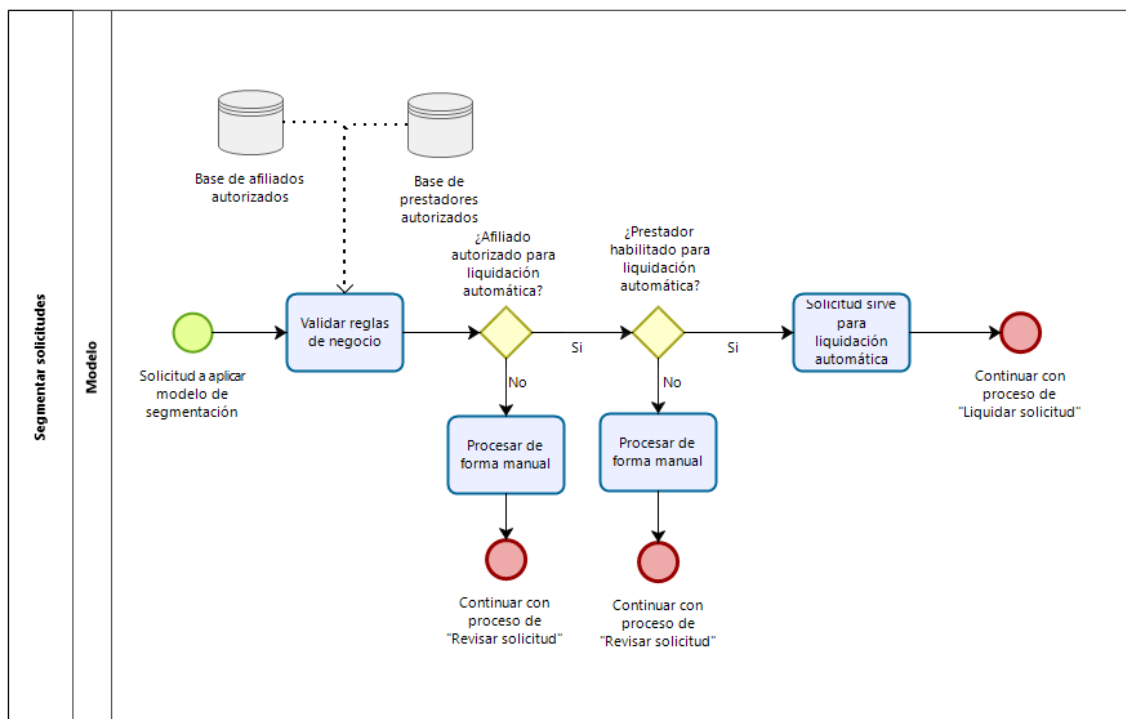 Segmentar solicitudes
Modelo
Base de afiliados
autorizados
Base de
prestadores
autorizados
¿Afiliado
autorizado para
liquidación
automática?
¿Prestador
habilitado para
liquidación
automática?
Solicitud a aplicar
modelo de
segmentación
Validar reglas
de negocio
Si
Si
Solicitud sirve
para
liquidación
automática
Continuar con
proceso de
"Liquidar solicitud"
No
No
Procesar de
forma manual
Procesar de
forma manual
Continuar con
proceso de
"Revisar solicitud"
Continuar con
proceso de
"Revisar solicitud"